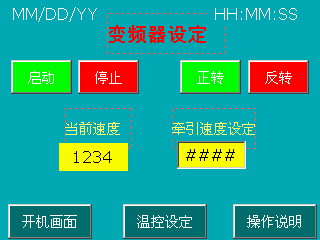 MM/DD/YY HH:MM:SS
变频器设定
启动 停止 正转 反转
当前速度 牵引速度设定
1234 ####
开机画面 温控设定 操作说明